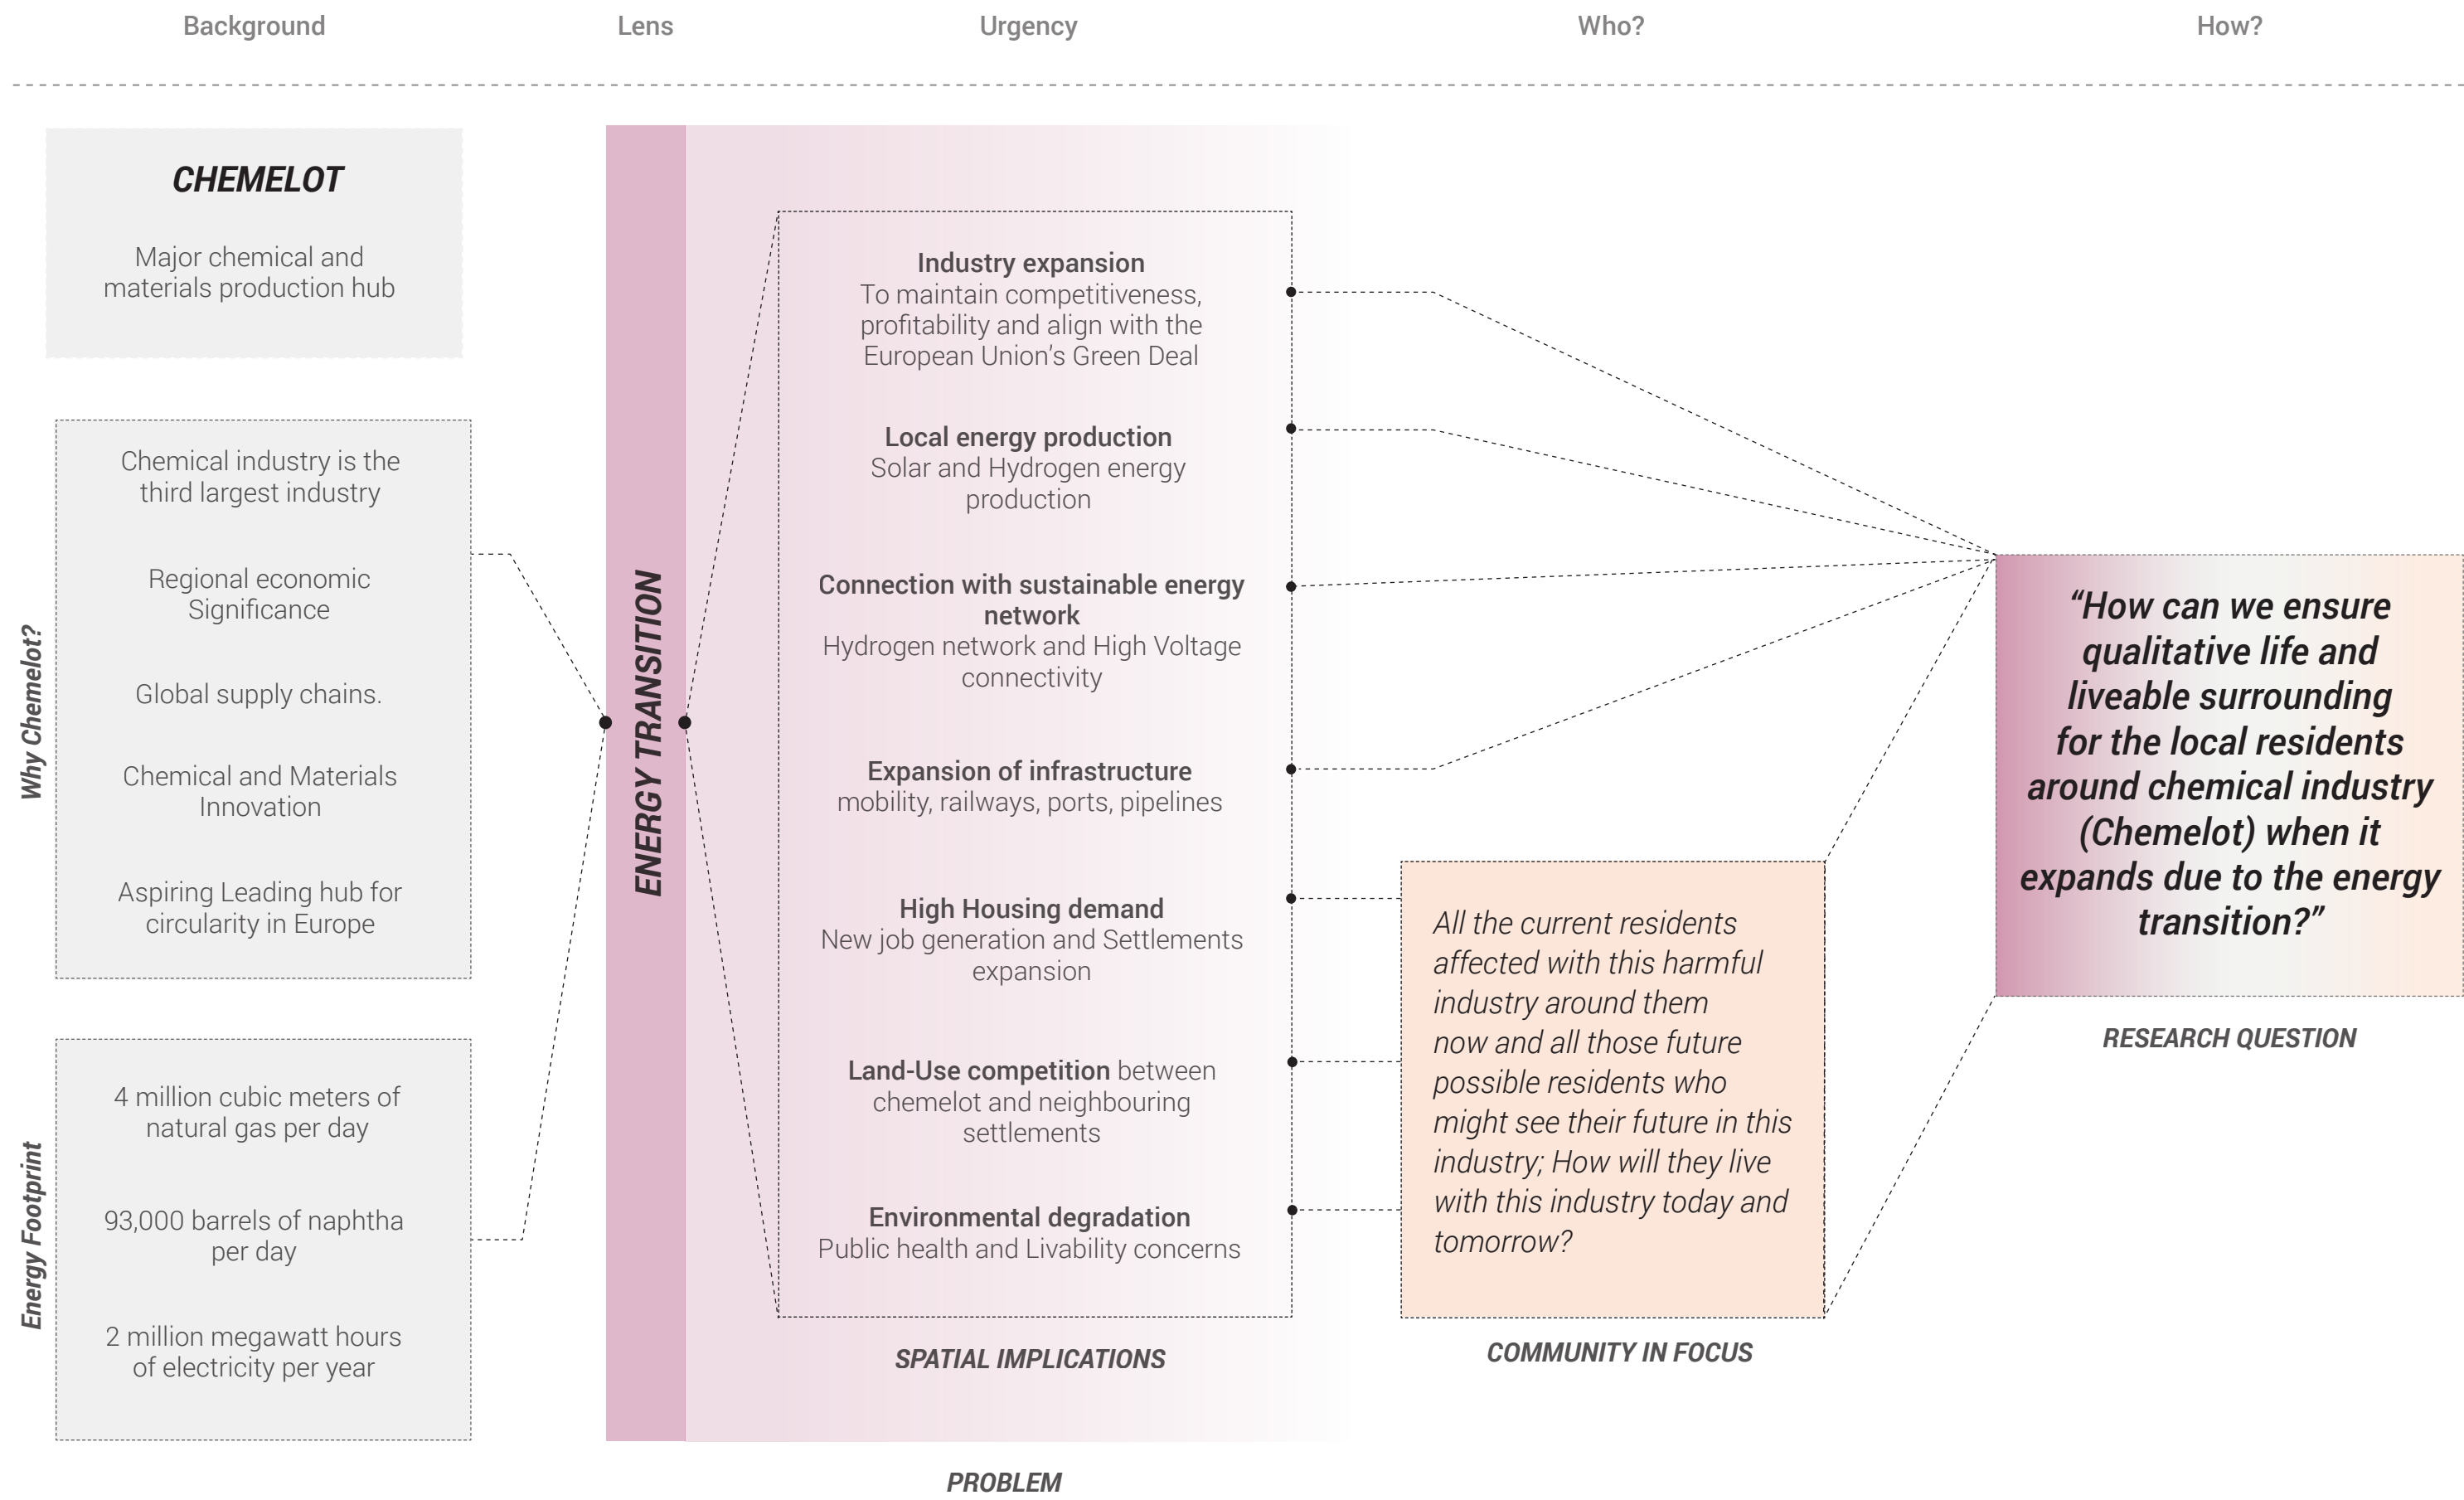 Background
Lens
Urgency
Who?
How?
CHEMELOT
Major chemical and
materials production hub
Why Chemelot?
Chemical industry is the
third largest industry
Regional economic
Significance
Global supply chains.
Chemical and Materials
Innovation
Aspiring Leading hub for
circularity in Europe
Energy Footprint
4 million cubic meters of
natural gas per day
93,000 barrels of naphtha
per day
2 million megawatt hours
of electricity per year
ENERGY TRANSITION
Industry expansion
To maintain competitiveness,
profitability and align with the
European Union’s Green Deal
Local energy production
Solar and Hydrogen energy
production
Connection with sustainable energy
network
Hydrogen network and High Voltage
connectivity
Expansion of infrastructure
mobility, railways, ports, pipelines
High Housing demand
New job generation and Settlements
expansion
Land-Use competition between
chemelot and neighbouring
settlements
Environmental degradation
Public health and Livability concerns
SPATIAL IMPLICATIONS
PROBLEM
All the current residents
affected with this harmful
industry around them
now and all those future
possible residents who
might see their future in this
industry; How will they live
with this industry today and
tomorrow?
COMMUNITY IN FOCUS
“How can we ensure
qualitative life and
liveable surrounding
for the local residents
around chemical industry
(Chemelot) when it
expands due to the energy
transition?”
RESEARCH QUESTION